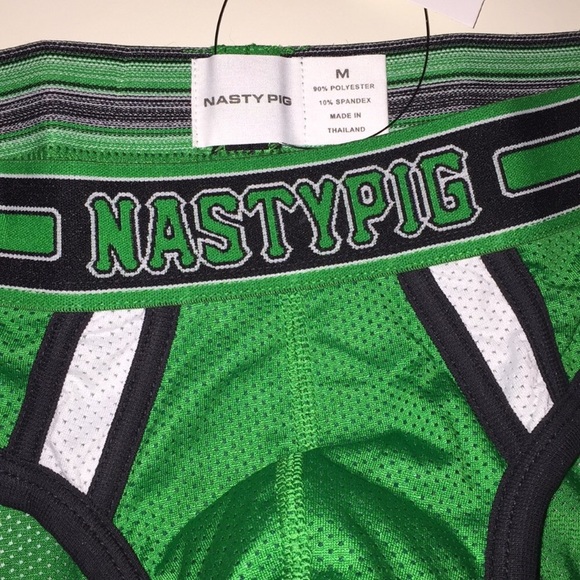 NASTY PIG
M
90% POLYESTER
10% SPANDEX
MADE IN
THAILAND
NASTYPIG